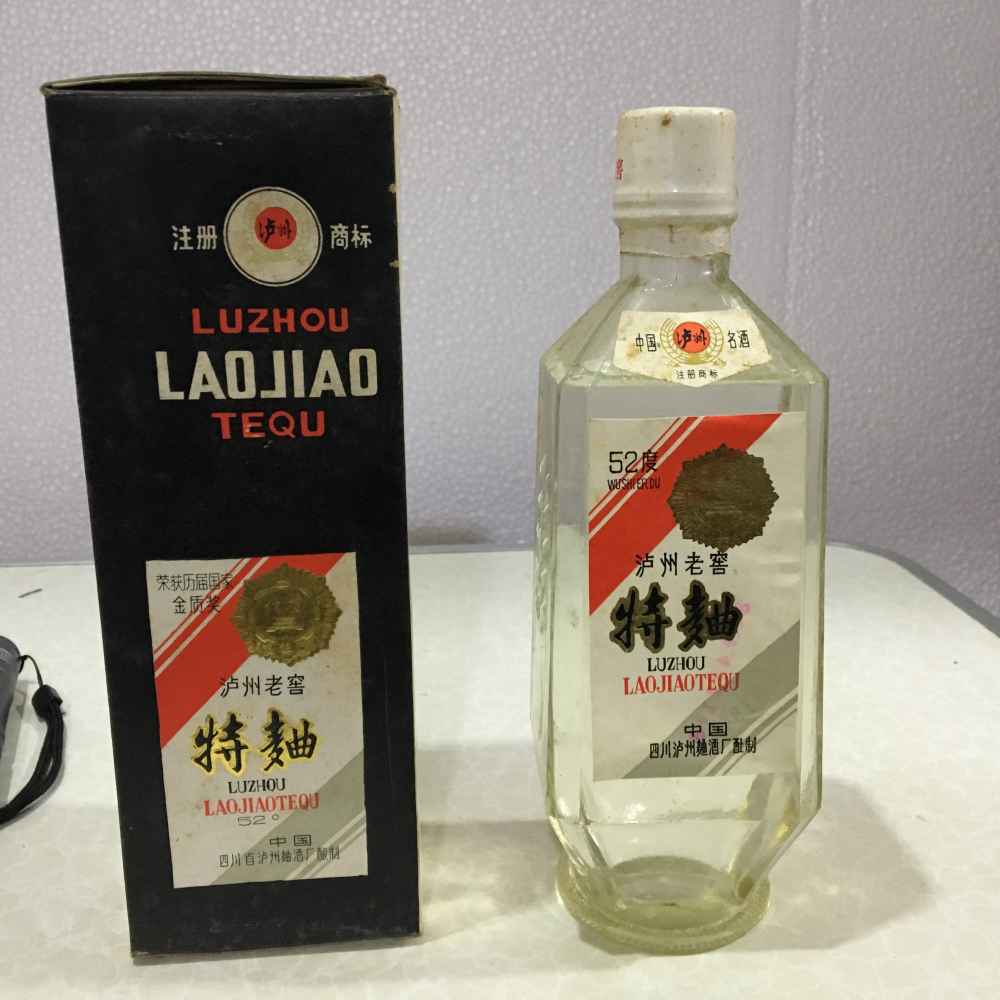 注册 泸州 商标
LUZHOU
LAOJIAO
TEQU
荣获历届国家
金质奖
泸州老窖
特麯
LUZHOU
LAOJIAOTEQU
52°
中国
四川省泸州麯酒厂酿制
中国 泸州 名酒
注册商标
52度
WUSHIERDU
泸州老窖
特麯
LUZHOU
LAOJIAOTEQU
中国
四川泸州麯酒厂酿制